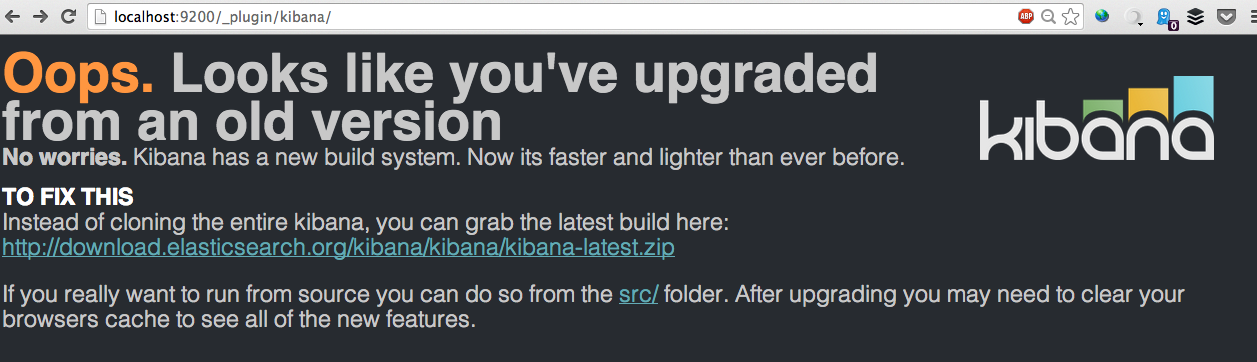 localhost:9200/_plugin/kibana/
ABP
0
Oops. Looks like you've upgraded
from an old version
kibana
No worries. Kibana has a new build system. Now its faster and lighter than ever before.
TO FIX THIS
Instead of cloning the entire kibana, you can grab the latest build here:
http://download.elasticsearch.org/kibana/kibana/kibana-latest.zip
If you really want to run from source you can do so from the src/ folder. After upgrading you may need to clear your
browsers cache to see all of the new features.